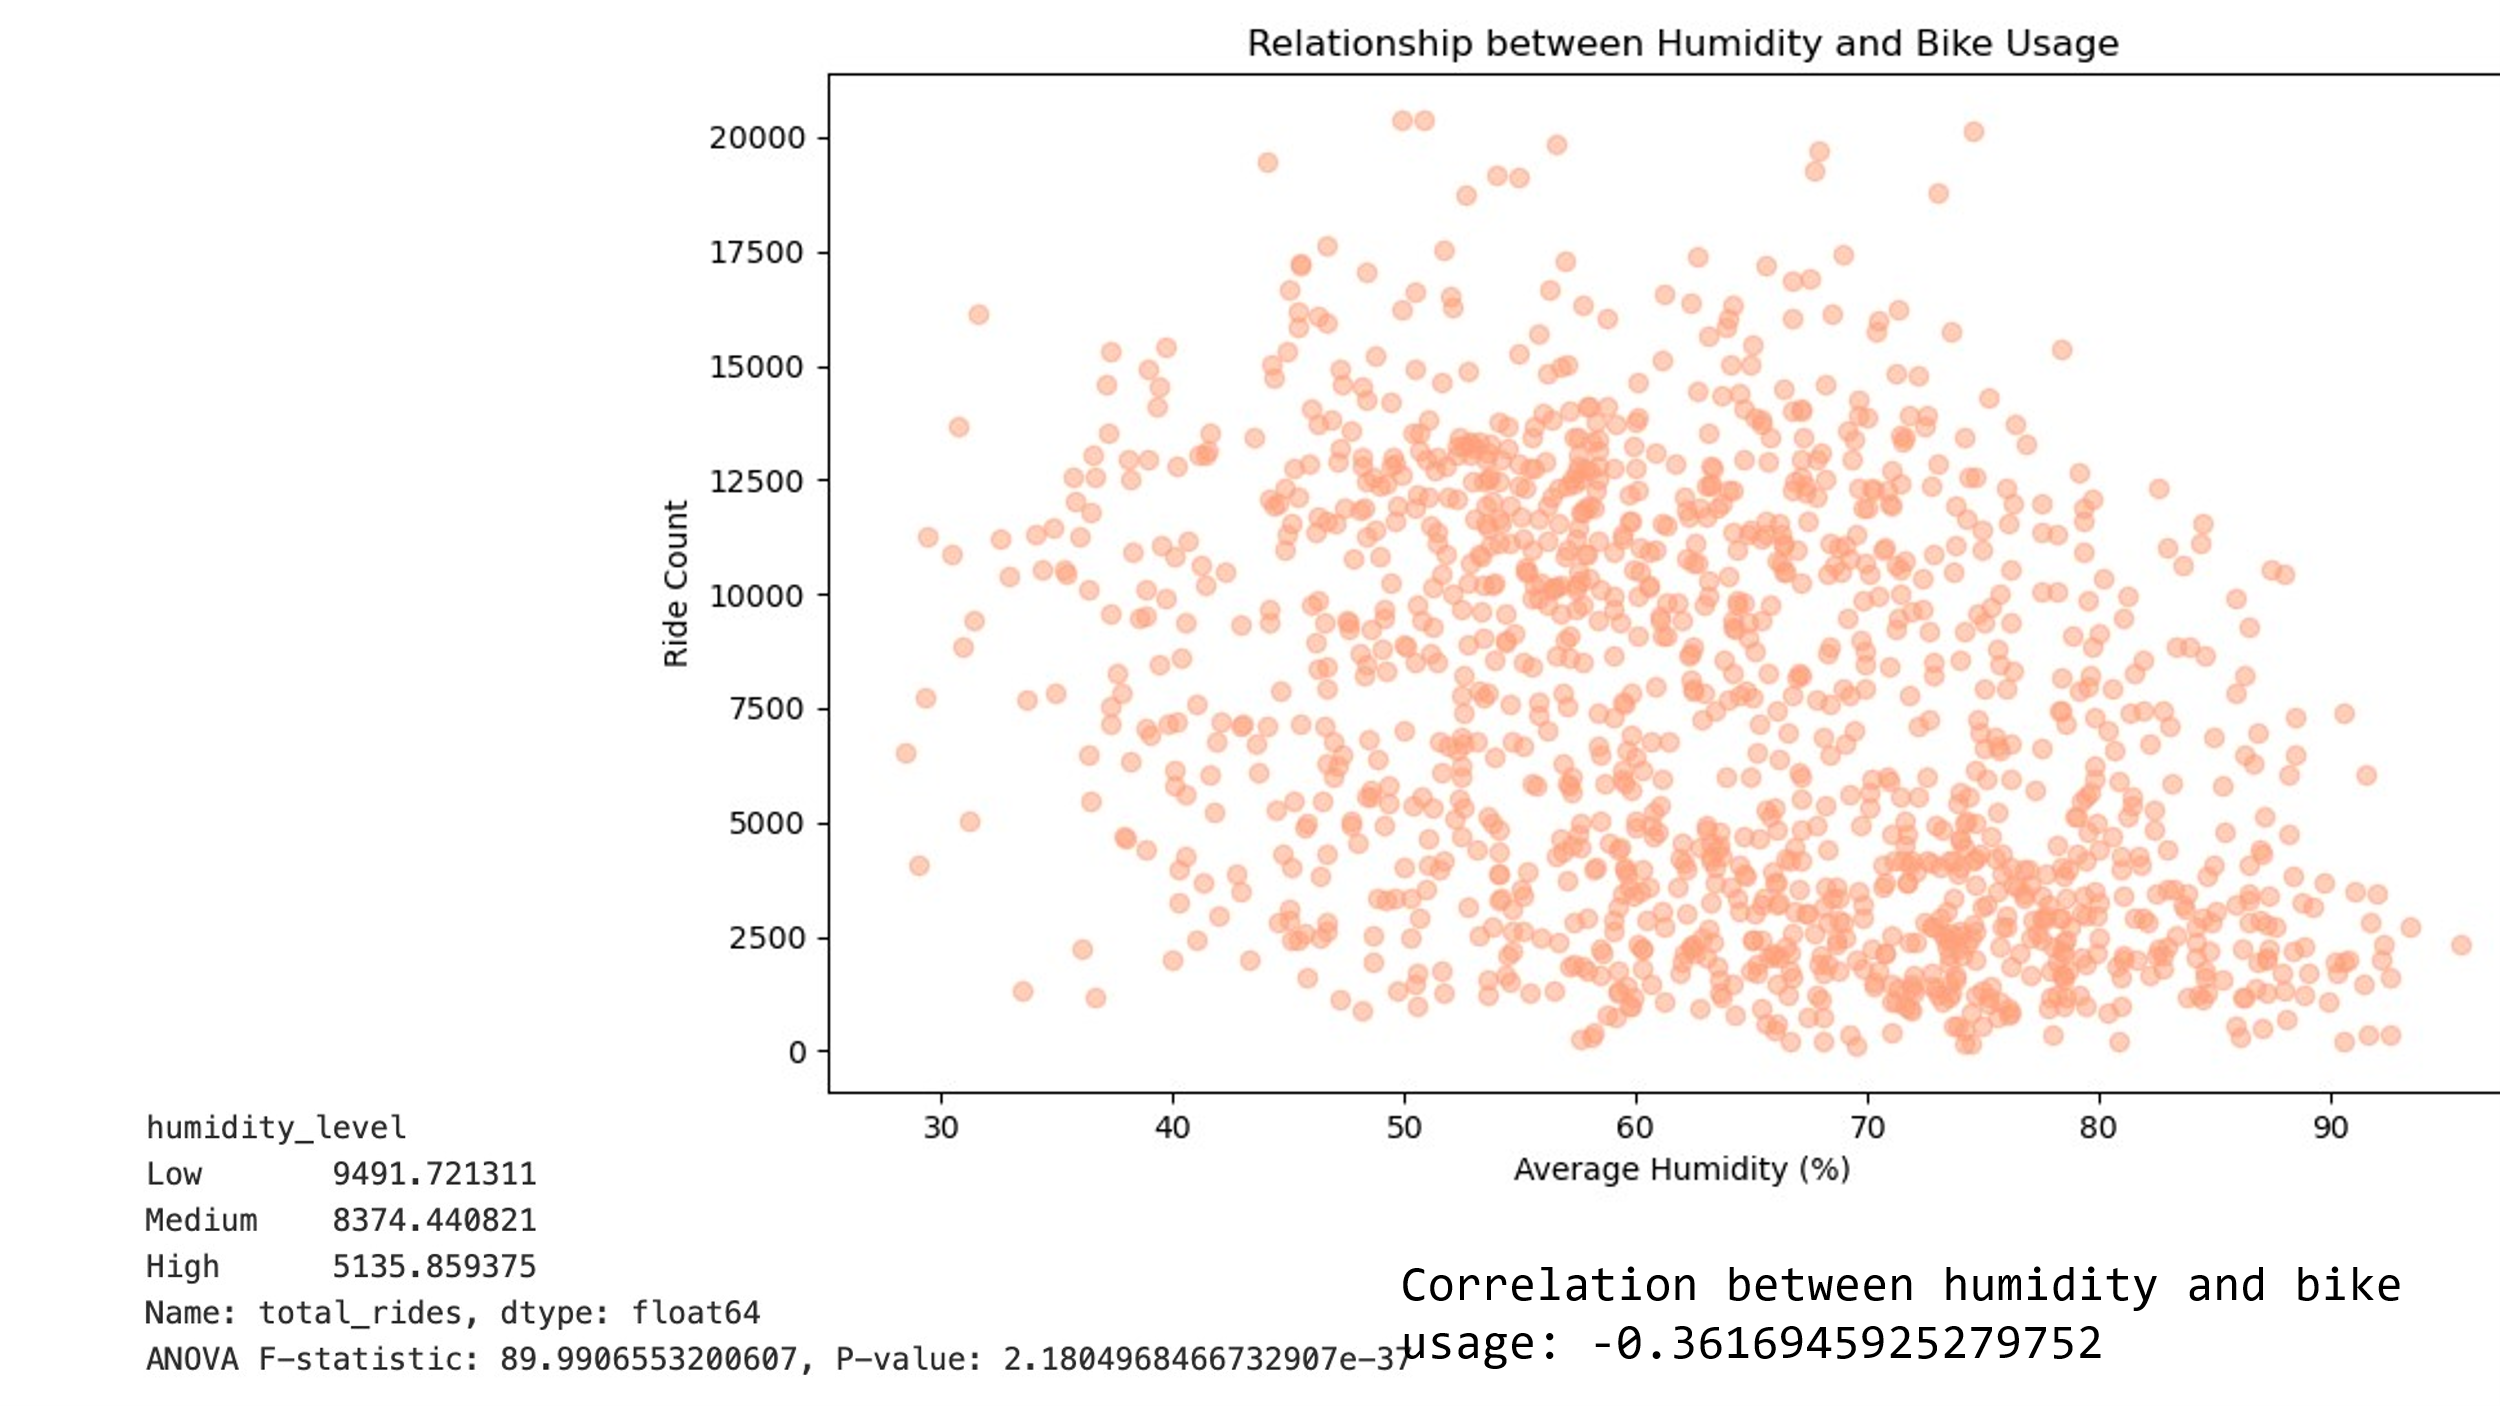 Relationship between Humidity and Bike Usage
20000
17500
15000
12500
10000
7500
5000
2500
0
Ride Count
30 40 50 60 70 80 90
Average Humidity (%)
humidity_level
Low 9491.721311
Medium 8374.440821
High 5135.859375
Name: total_rides, dtype: float64
ANOVA F-statistic: 89.9906553200607, P-value: 2.1804968466732907e-37
Correlation between humidity and bike
usage: -0.3616945925279752